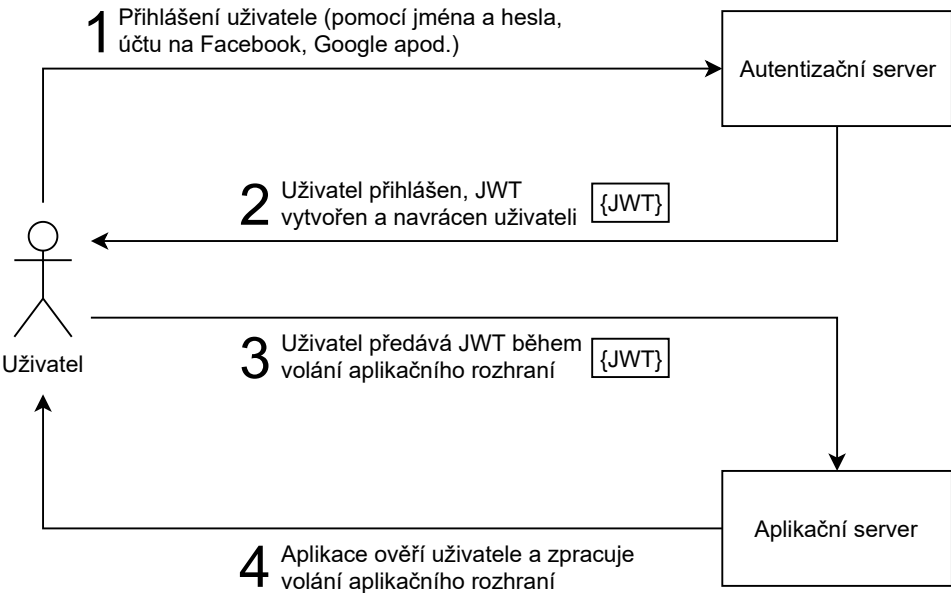 1 Přihlášení uživatele (pomocí jména a hesla,
účtu na Facebook, Google apod.)
Autentizační server
2 Uživatel přihlášen, JWT
vytvořen a navrácen uživateli
{JWT}
Uživatel
3 Uživatel předává JWT během
volání aplikačního rozhraní
{JWT}
Aplikační server
4 Aplikace ověří uživatele a zpracuje
volání aplikačního rozhraní